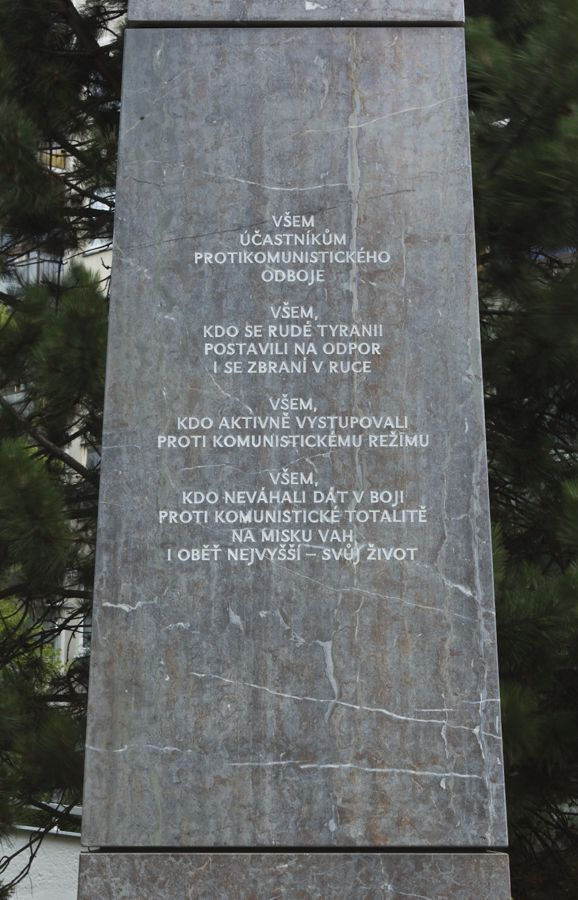 VŠEM
ÚČASTNÍKŮM
PROTIKOMUNISTICKÉHO
ODBOJE
VŠEM,
KDO SE RUDÉ TYRANII
POSTAVILI NA ODPOR
I SE ZBRANÍ V RUCE
VŠEM,
KDO AKTIVNĚ VYSTUPOVALI
PROTI KOMUNISTICKÉMU REŽIMU
VŠEM,
KDO NEVÁHALI DÁT V BOJI
PROTI KOMUNISTICKÉ TOTALITĚ
NA MISKU VAH
I OBĚŤ NEJVYŠŠÍ – SVŮJ ŽIVOT